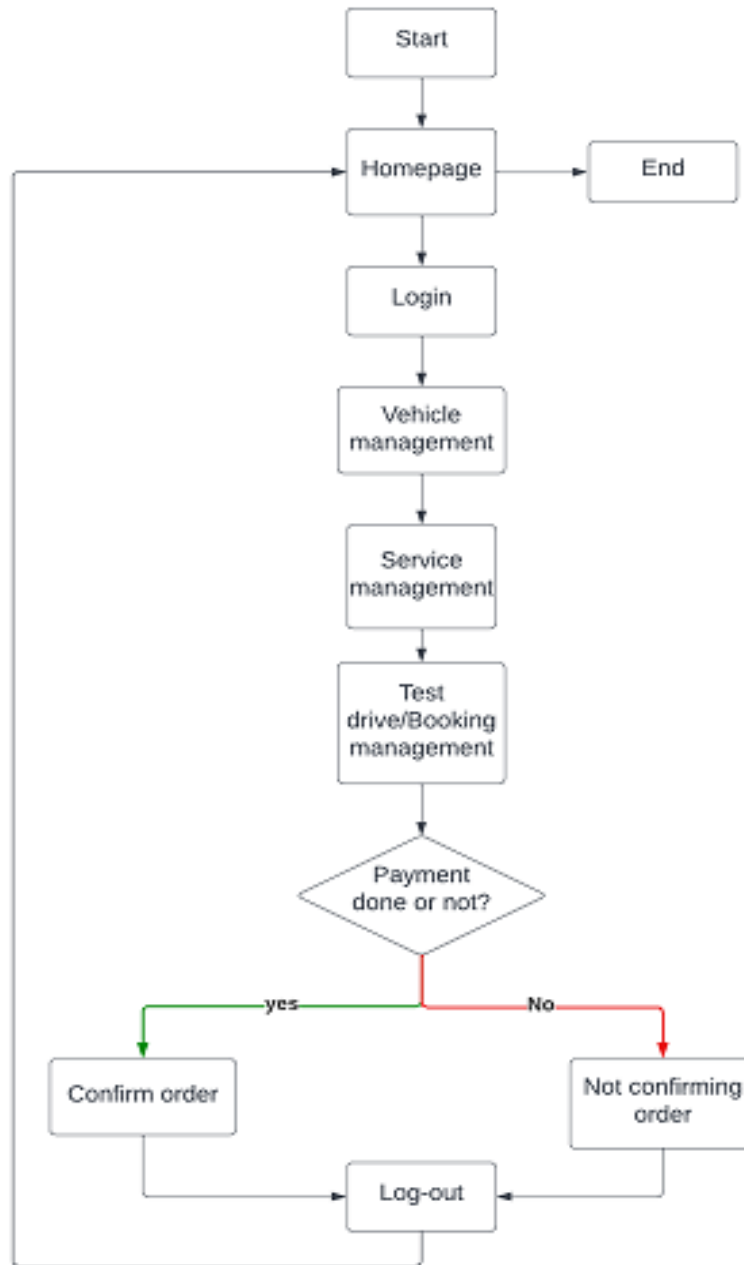 Start
Homepage
End
Login
Vehicle
management
Service
management
Test
drive/Booking
management
Payment
done or not?
yes
No
Confirm order
Not confirming
order
Log-out